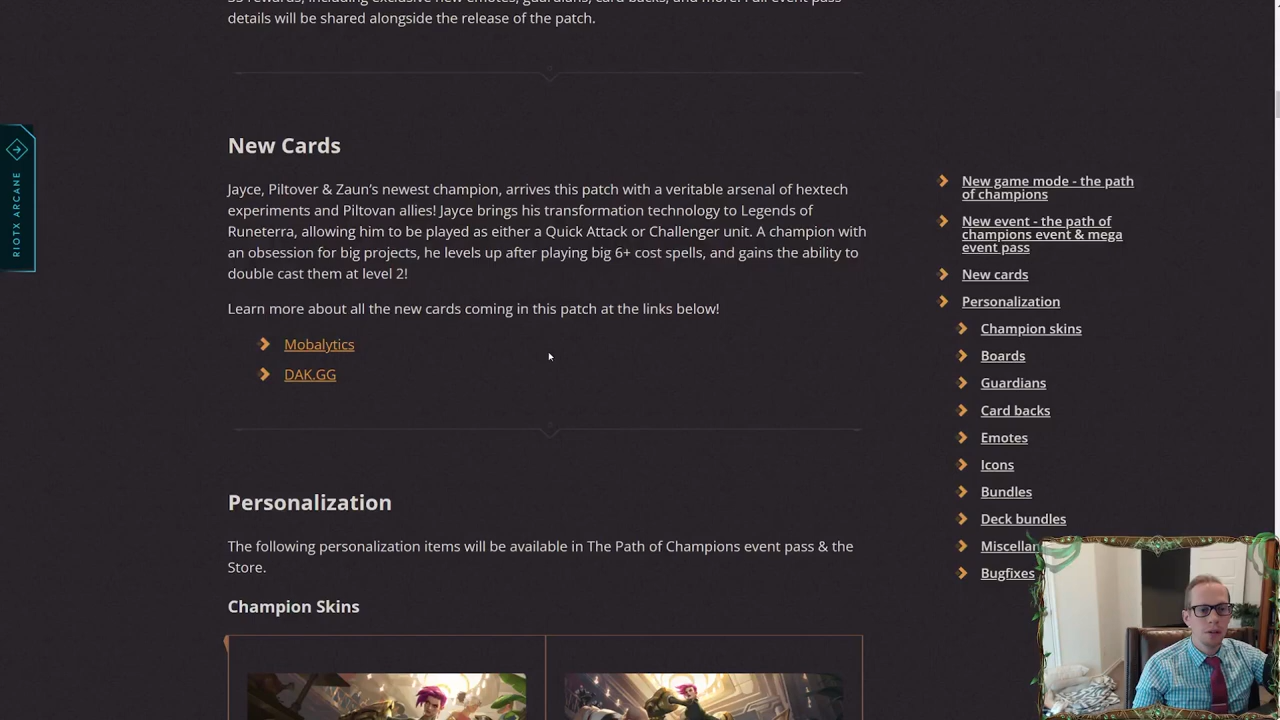 details will be shared alongside the release of the patch.
New Cards
Jayce, Piltover & Zaun's newest champion, arrives this patch with a veritable arsenal of hextech
experiments and Piltovan allies! Jayce brings his transformation technology to Legends of
Runeterra, allowing him to be played as either a Quick Attack or Challenger unit. A champion with
an obsession for big projects, he levels up after playing big 6+ cost spells, and gains the ability to
double cast them at level 2!
Learn more about all the new cards coming in this patch at the links below!
Mobalytics
DAK.GG
Personalization
The following personalization items will be available in The Path of Champions event pass & the
Store.
Champion Skins
RIOTX ARCANE
New game mode - the path
of champions
New event - the path of
champions event & mega
event pass
New cards
Personalization
Champion skins
Boards
Guardians
Card backs
Emotes
Icons
Bundles
Deck bundles
Miscellan
Bugfixes